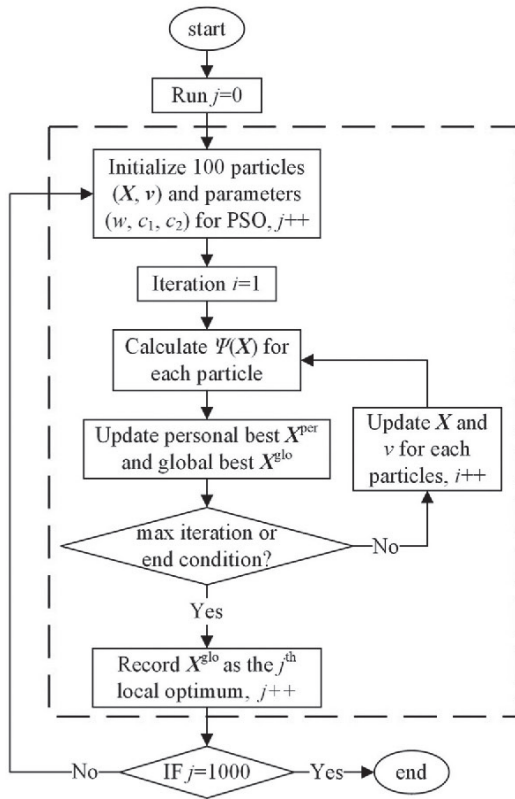 start
Run j=0
Initialize 100 particles
(X, v) and parameters
(w, c₁, c₂) for PSO, j++
Iteration i=1
Calculate Ψ(X) for
each particle
Update personal best Xᵖᵉʳ
and global best Xᵍˡᵒ
Update X and
v for each
particles, i++
max iteration or
end condition?
No
Yes
Record Xᵍˡᵒ as the jᵗʰ
local optimum, j++
No
IF j=1000
Yes
end